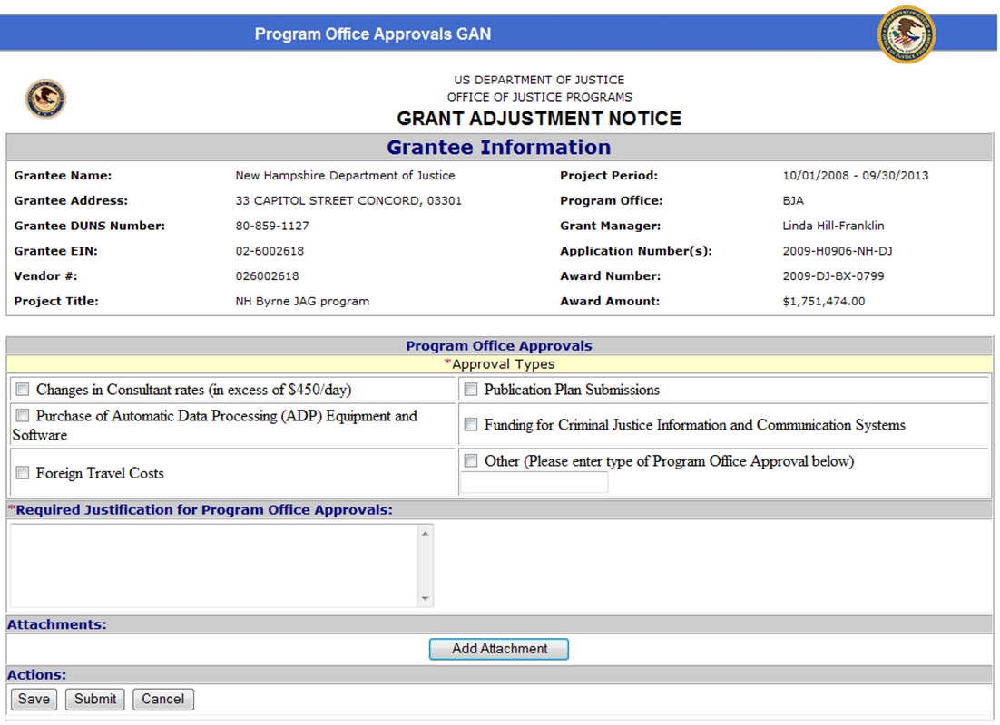 Program Office Approvals GAN
US DEPARTMENT OF JUSTICE
OFFICE OF JUSTICE PROGRAMS
GRANT ADJUSTMENT NOTICE
Grantee Information
Grantee Name: New Hampshire Department of Justice Project Period: 10/01/2008 - 09/30/2013
Grantee Address: 33 CAPITOL STREET CONCORD, 03301 Program Office: BJA
Grantee DUNS Number: 80-859-1127 Grant Manager: Linda Hill-Franklin
Grantee EIN: 02-6002618 Application Number(s): 2009-H0906-NH-DJ
Vendor #: 026002618 Award Number: 2009-DJ-BX-0799
Project Title: NH Byrne JAG program Award Amount: $1,751,474.00
Program Office Approvals
*Approval Types
Changes in Consultant rates (in excess of $450/day) Publication Plan Submissions
Purchase of Automatic Data Processing (ADP) Equipment and
Software
Funding for Criminal Justice Information and Communication Systems
Foreign Travel Costs
Other (Please enter type of Program Office Approval below)
*Required Justification for Program Office Approvals:
Attachments:
Add Attachment
Actions:
Save Submit Cancel